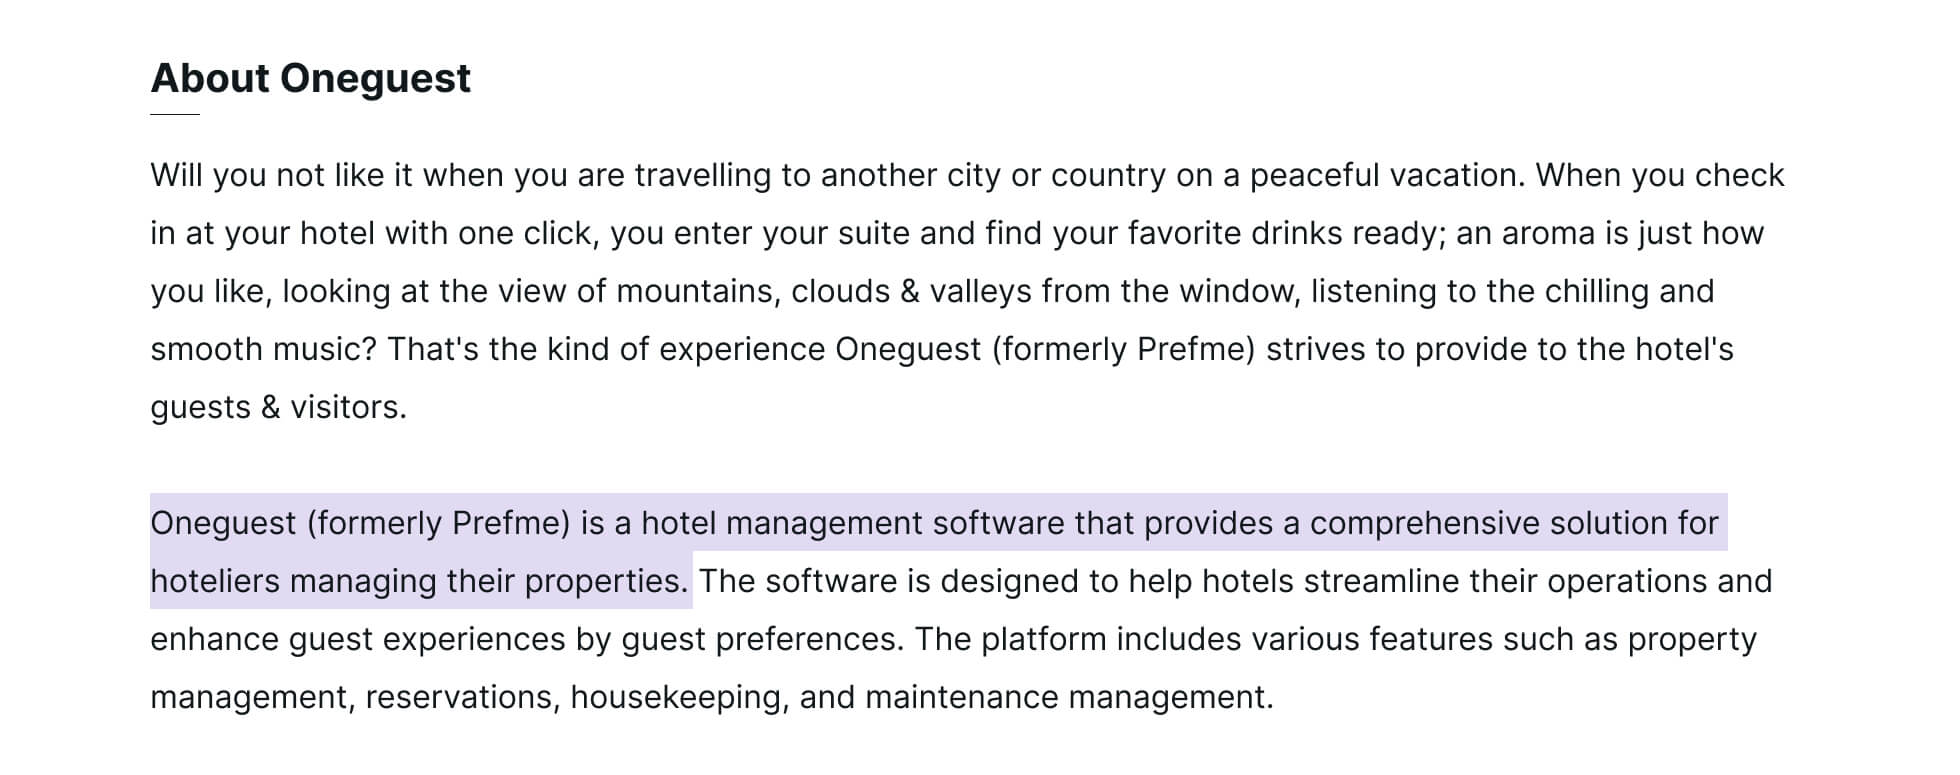 About Oneguest
Will you not like it when you are travelling to another city or country on a peaceful vacation. When you check
in at your hotel with one click, you enter your suite and find your favorite drinks ready; an aroma is just how
you like, looking at the view of mountains, clouds & valleys from the window, listening to the chilling and
smooth music? That's the kind of experience Oneguest (formerly Prefme) strives to provide to the hotel's
guests & visitors.
Oneguest (formerly Prefme) is a hotel management software that provides a comprehensive solution for
hoteliers managing their properties. The software is designed to help hotels streamline their operations and
enhance guest experiences by guest preferences. The platform includes various features such as property
management, reservations, housekeeping, and maintenance management.